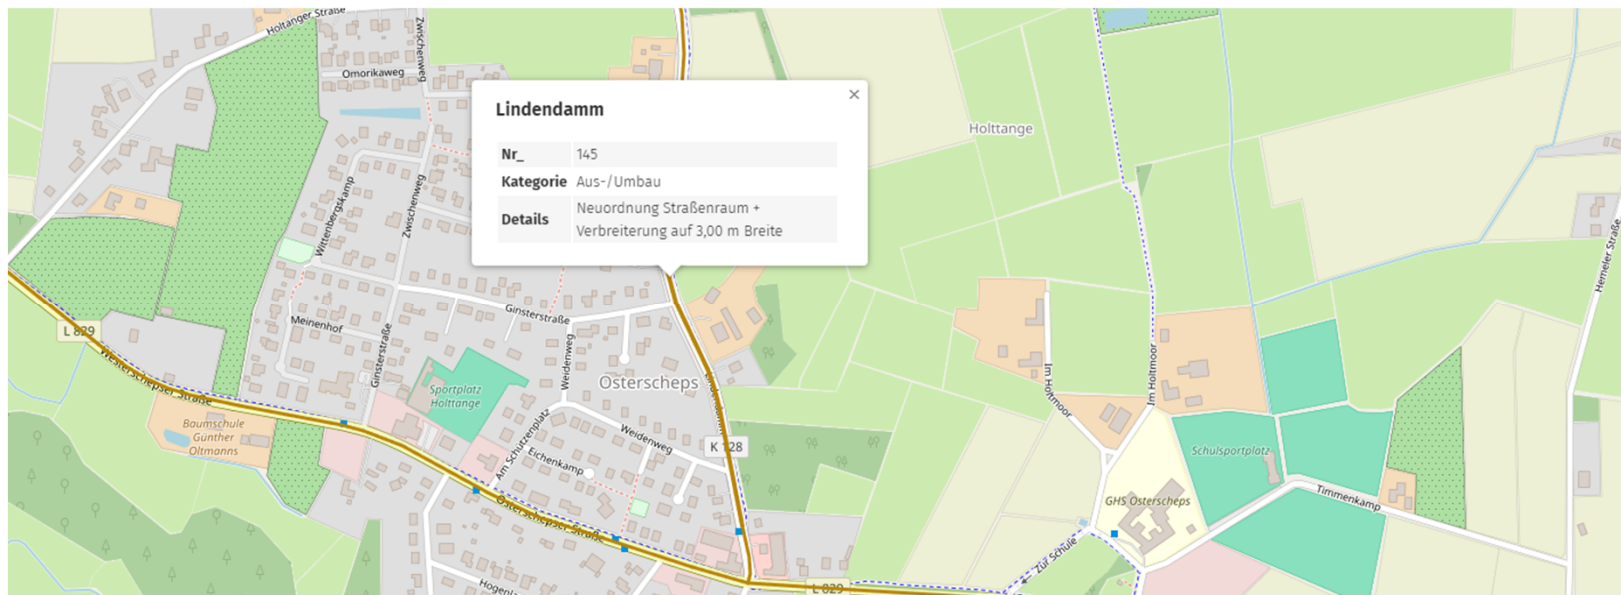 Holtanger Straße
Zwischenweg
Omorikaweg
Lindendamm
×
Nr_ 145
Kategorie Aus-/Umbau
Details Neuordnung Straßenraum +
Verbreiterung auf 3,00 m Breite
Holttange
Wittenbergskamp
Zwischenweg
Hemeler Straße
L 829
Meinenhof
Ginsterstraße
Ginsterstraße
Weidenweg
Osterscheps
Westerschepser Straße
Sportplatz
Holttange
Lindendamm
Im Holtmoor
Im Holtmoor
Baumschule
Günther
Oltmanns
Am Schützenplatz
Weidenweg
K 128
Eichenkamp
Schulsportplatz
Timmenkamp
Osterschepser Straße
GHS Osterscheps
Zur Schule
L 829